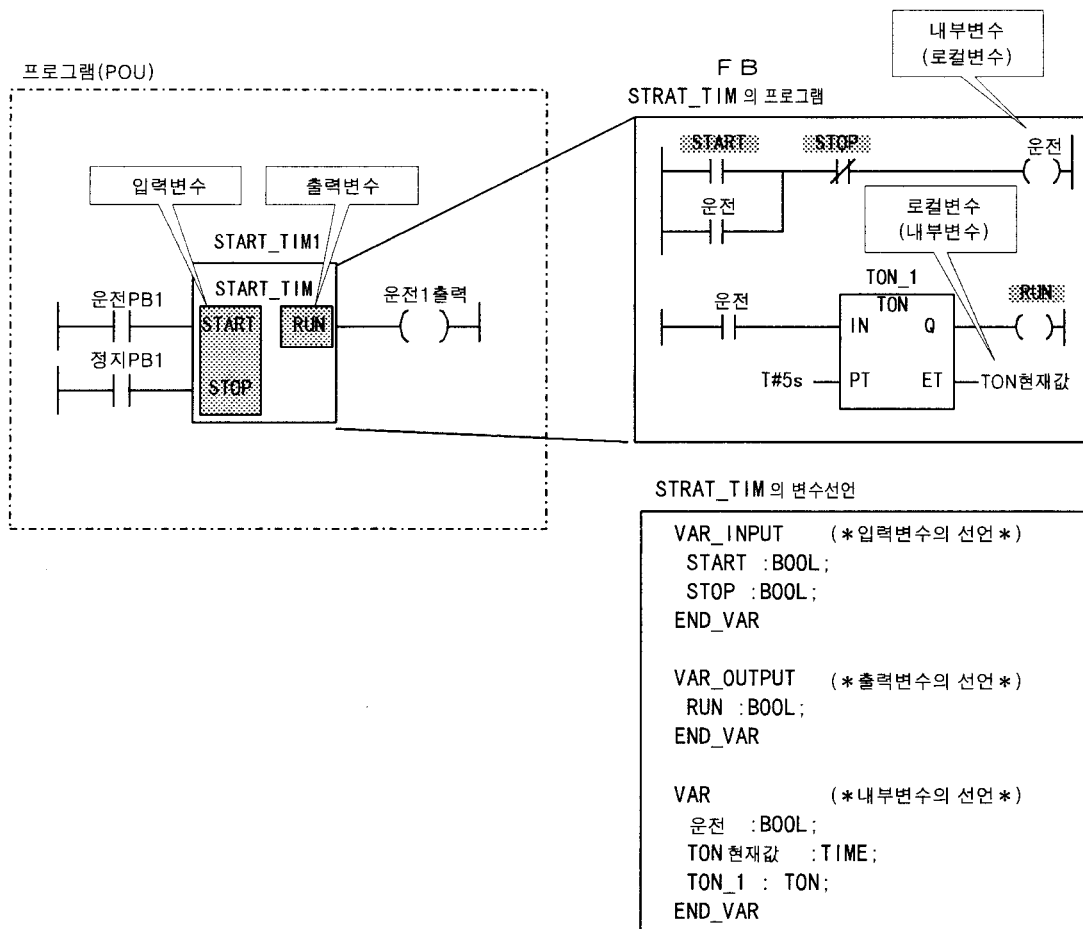 프로그램(POU)
입력변수
출력변수
START_TIM1
START_TIM
운전PB1
START
RUN
운전1출력
정지PB1
STOP
내부변수
(로컬변수)
FB
STRAT_TIM 의 프로그램
START
STOP
운전
운전
로컬변수
(내부변수)
TON_1
TON
운전
IN
Q
RUN
T#5s
PT
ET
TON현재값
STRAT_TIM 의 변수선언
VAR_INPUT (*입력변수의 선언*)
START :BOOL;
STOP :BOOL;
END_VAR
VAR_OUTPUT (*출력변수의 선언*)
RUN :BOOL;
END_VAR
VAR (*내부변수의 선언*)
운전 :BOOL;
TON현재값 :TIME;
TON_1 : TON;
END_VAR